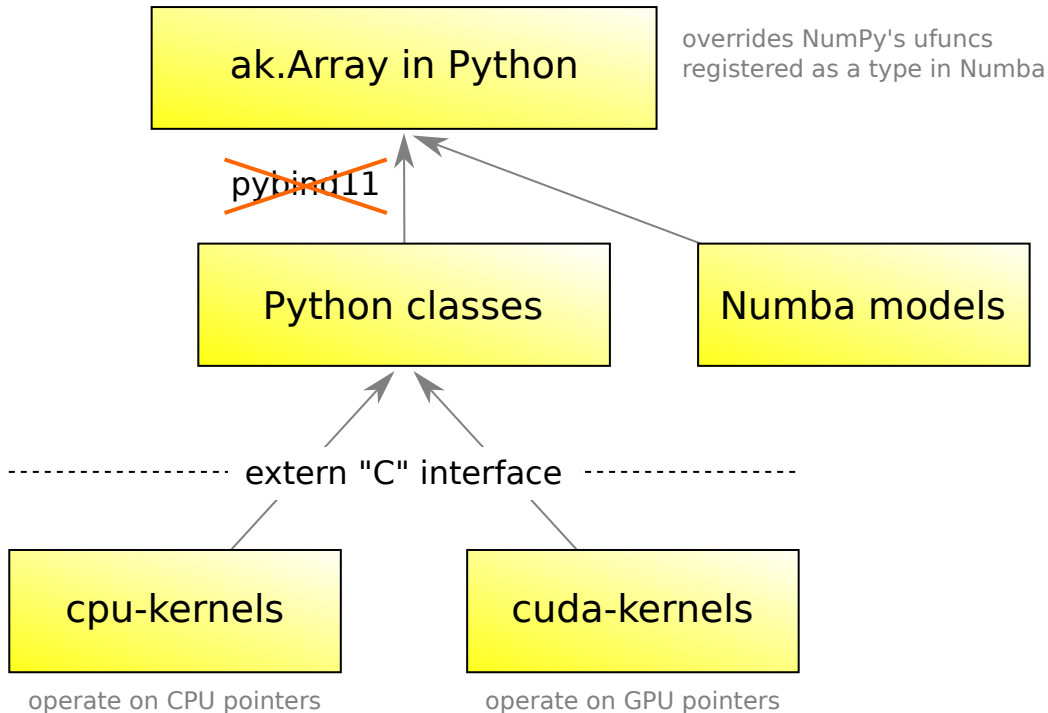 ak.Array in Python
overrides NumPy's ufuncs
registered as a type in Numba
pybind11
Python classes
Numba models
extern "C" interface
cpu-kernels
cuda-kernels
operate on CPU pointers
operate on GPU pointers